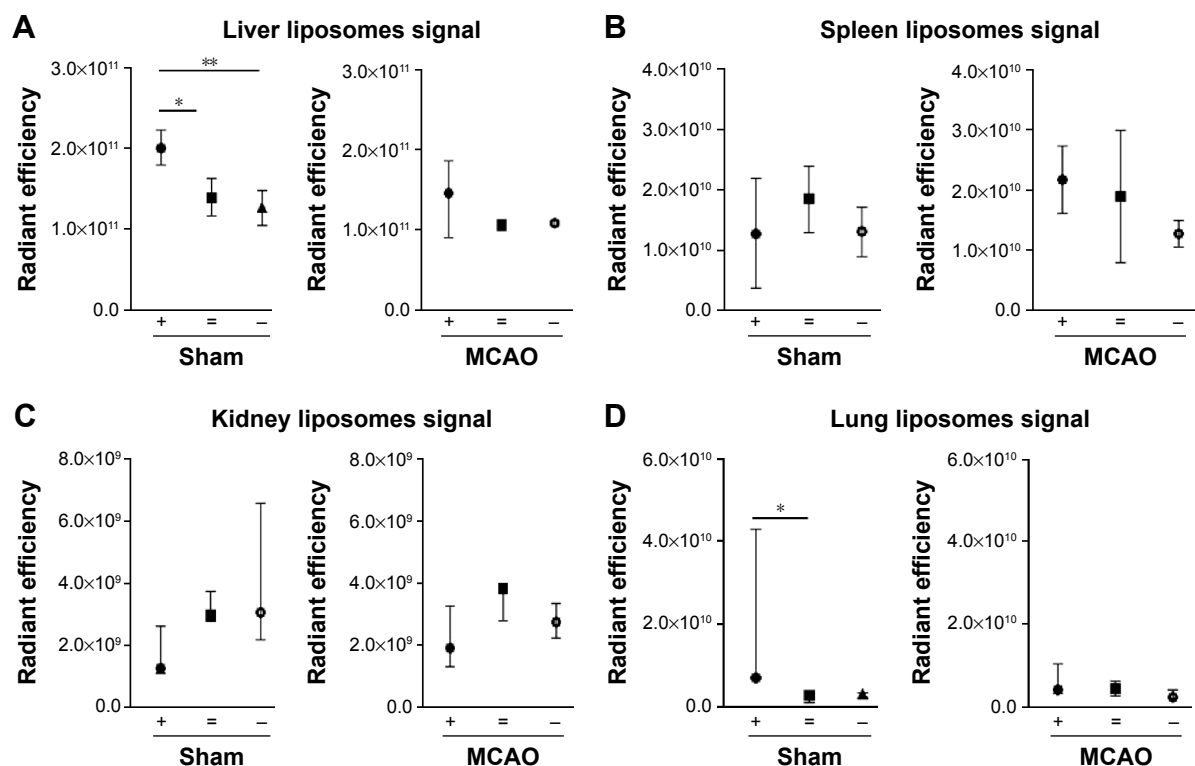 A
Liver liposomes signal
Radiant efficiency
3.0×10¹¹
2.0×10¹¹
1.0×10¹¹
0.0
**
*
+ = –
Sham
Radiant efficiency
3.0×10¹¹
2.0×10¹¹
1.0×10¹¹
0.0
+ = –
MCAO
B
Spleen liposomes signal
Radiant efficiency
4.0×10¹⁰
3.0×10¹⁰
2.0×10¹⁰
1.0×10¹⁰
0.0
+ = –
Sham
Radiant efficiency
4.0×10¹⁰
3.0×10¹⁰
2.0×10¹⁰
1.0×10¹⁰
0.0
+ = –
MCAO
C
Kidney liposomes signal
Radiant efficiency
8.0×10⁹
6.0×10⁹
4.0×10⁹
2.0×10⁹
0.0
+ = –
Sham
Radiant efficiency
8.0×10⁹
6.0×10⁹
4.0×10⁹
2.0×10⁹
0.0
+ = –
MCAO
D
Lung liposomes signal
Radiant efficiency
6.0×10¹⁰
4.0×10¹⁰
2.0×10¹⁰
0.0
*
+ = –
Sham
Radiant efficiency
6.0×10¹⁰
4.0×10¹⁰
2.0×10¹⁰
0.0
+ = –
MCAO